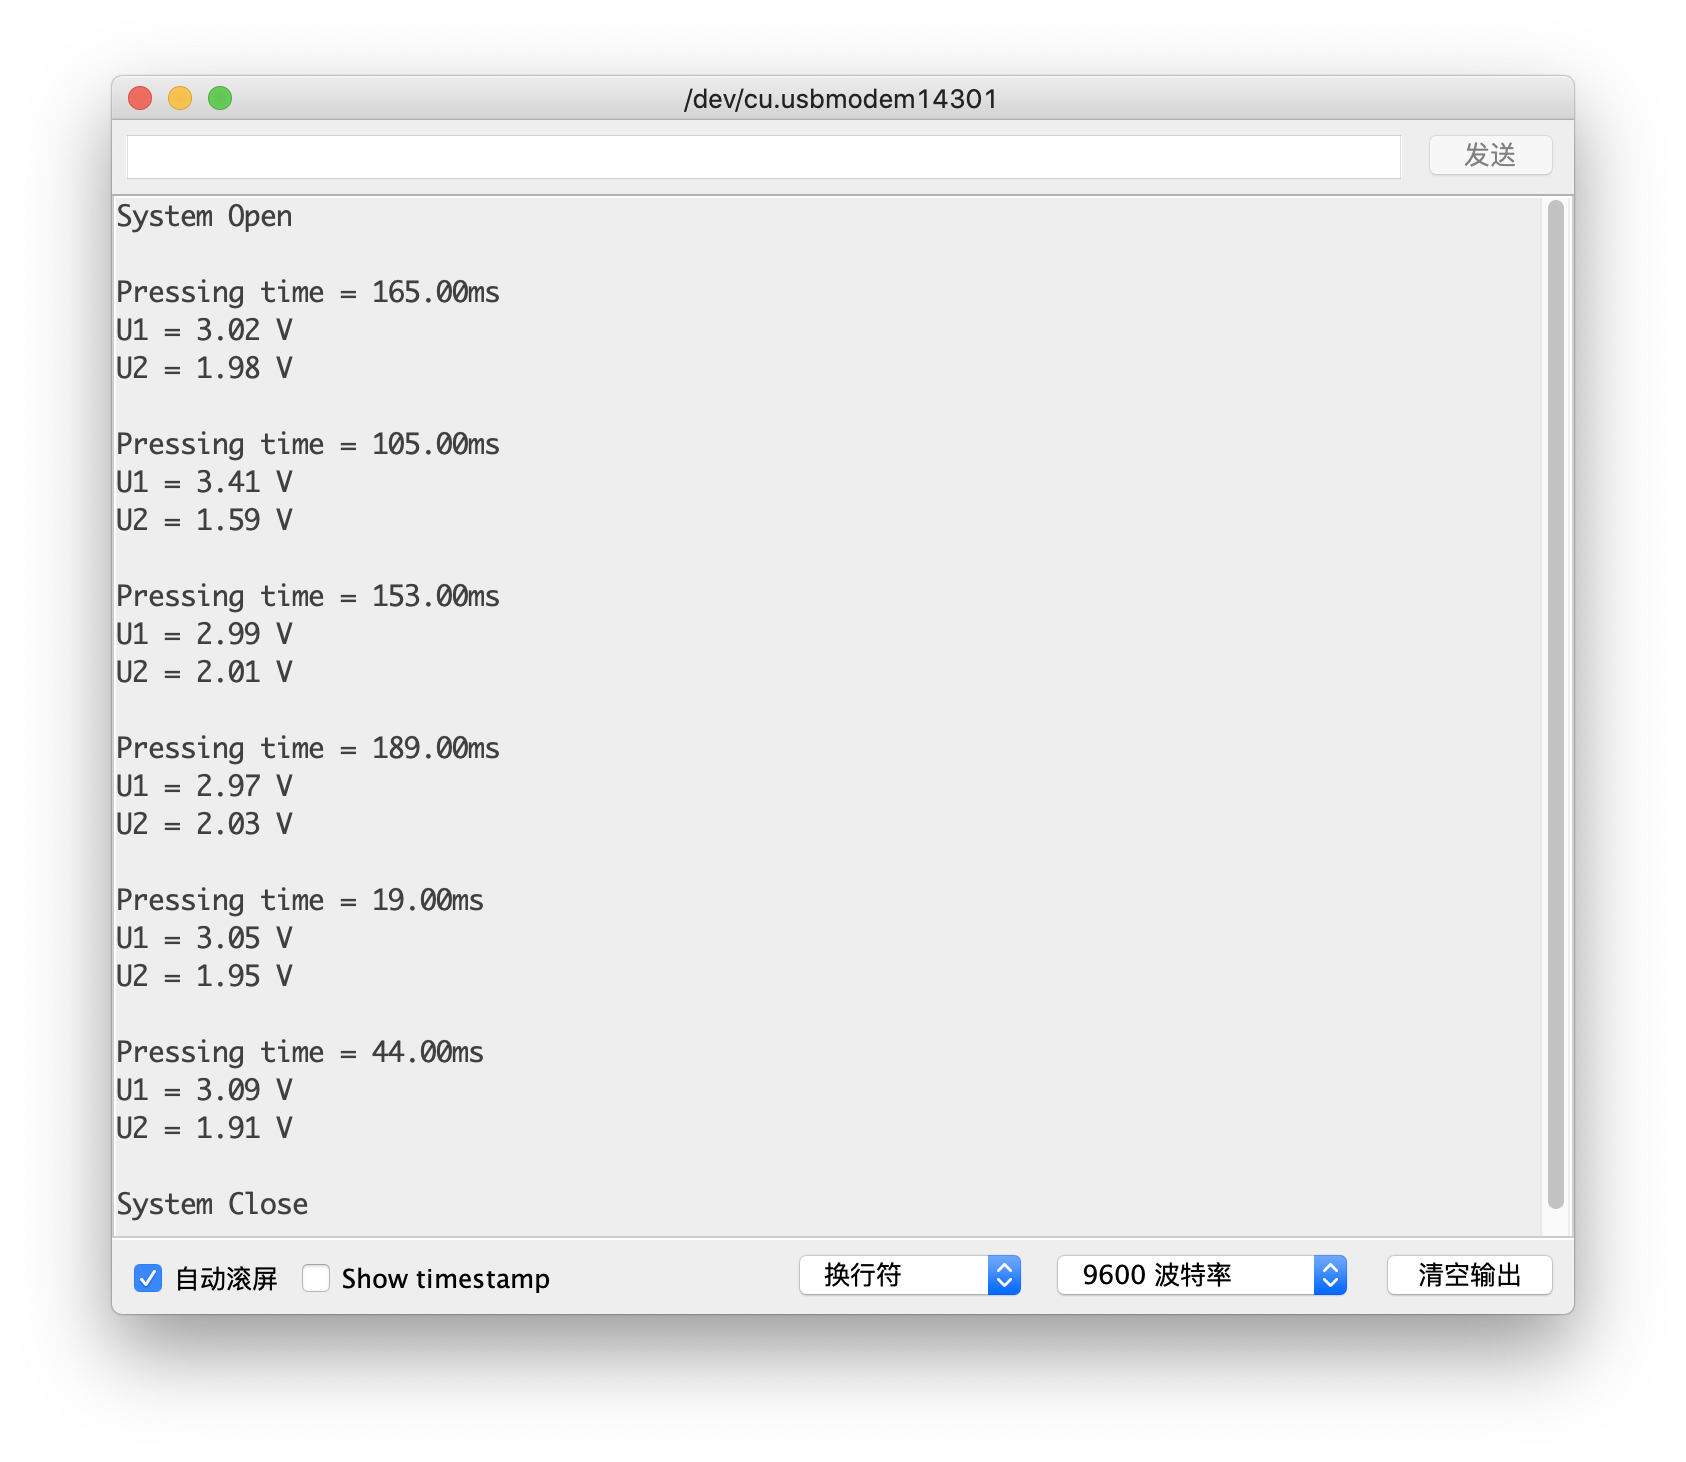 /dev/cu.usbmodem14301
发送
System Open
Pressing time = 165.00ms
U1 = 3.02 V
U2 = 1.98 V
Pressing time = 105.00ms
U1 = 3.41 V
U2 = 1.59 V
Pressing time = 153.00ms
U1 = 2.99 V
U2 = 2.01 V
Pressing time = 189.00ms
U1 = 2.97 V
U2 = 2.03 V
Pressing time = 19.00ms
U1 = 3.05 V
U2 = 1.95 V
Pressing time = 44.00ms
U1 = 3.09 V
U2 = 1.91 V
System Close
自动滚屏 Show timestamp 换行符 9600 波特率 清空输出